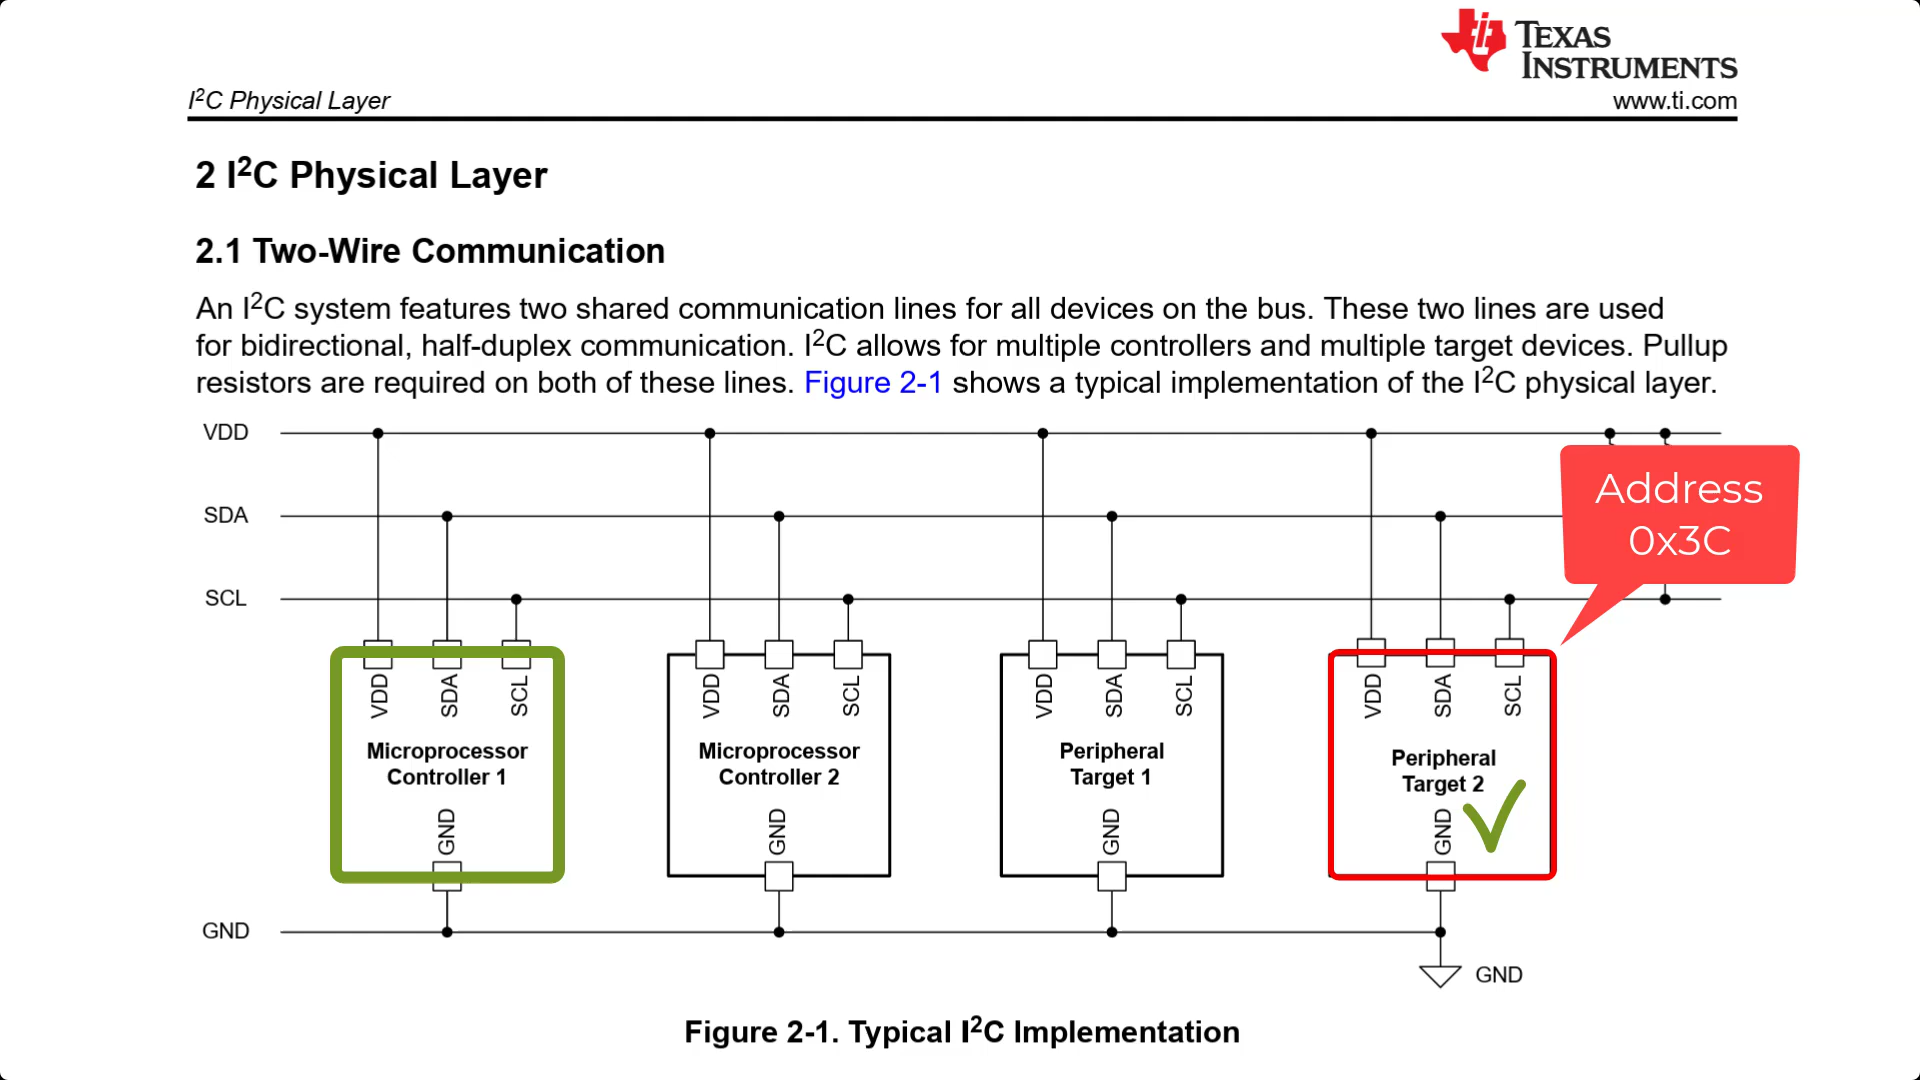 TEXAS
INSTRUMENTS
I²C Physical Layer
www.ti.com
2 I²C Physical Layer
2.1 Two-Wire Communication
An I²C system features two shared communication lines for all devices on the bus. These two lines are used
for bidirectional, half-duplex communication. I²C allows for multiple controllers and multiple target devices. Pullup
resistors are required on both of these lines. Figure 2-1 shows a typical implementation of the I²C physical layer.
VDD
SDA
SCL
Address
0x3C
VDD SDA SCL
Microprocessor
Controller 1
GND
VDD SDA SCL
Microprocessor
Controller 2
GND
VDD SDA SCL
Peripheral
Target 1
GND
VDD SDA SCL
Peripheral
Target 2
GND
GND
GND
Figure 2-1. Typical I²C Implementation